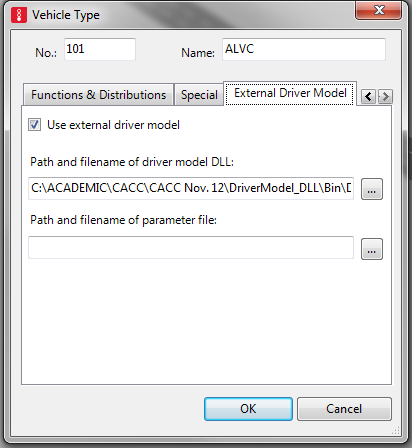 Vehicle Type
No.: 101 Name: ALVC
Functions & Distributions Special External Driver Model
Use external driver model
Path and filename of driver model DLL:
C:\ACADEMIC\CACC\CACC Nov. 12\DriverModel_DLL\Bin\D
...
Path and filename of parameter file:
...
OK Cancel